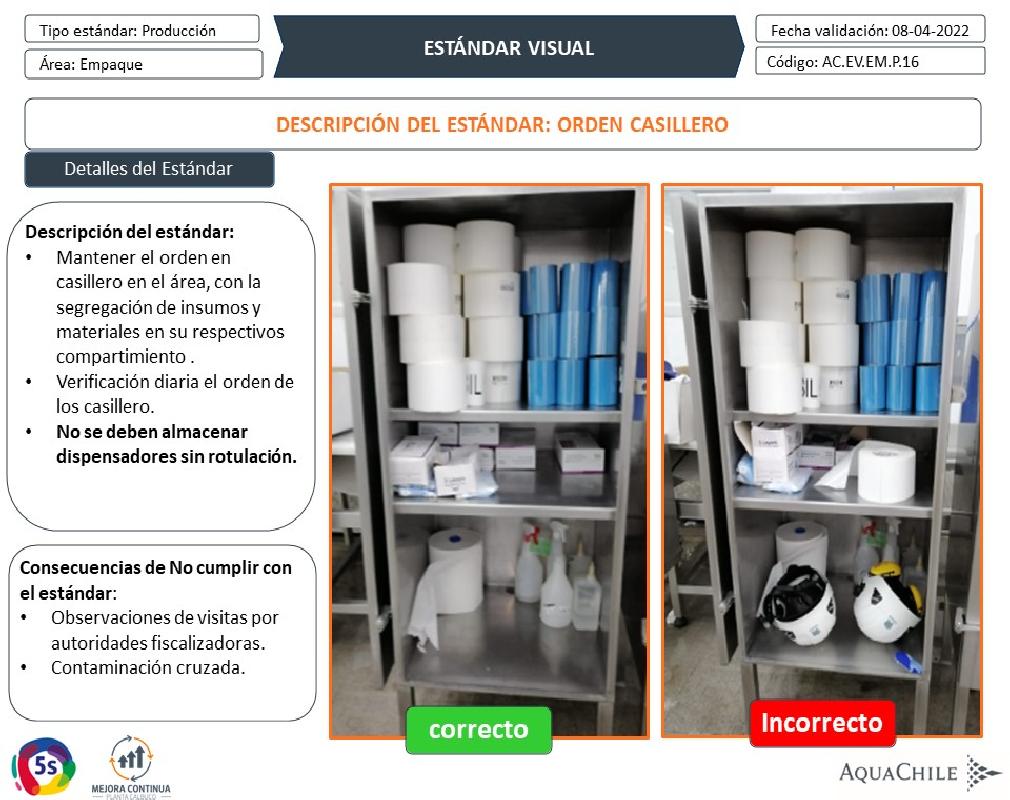 Tipo estándar: Producción
Área: Empaque
ESTÁNDAR VISUAL
Fecha validación: 08-04-2022
Código: AC.EV.EM.P.16
DESCRIPCIÓN DEL ESTÁNDAR: ORDEN CASILLERO
Detalles del Estándar
Descripción del estándar:
• Mantener el orden en
casillero en el área, con la
segregación de insumos y
materiales en su respectivos
compartimiento .
• Verificación diaria el orden de
los casillero.
• No se deben almacenar
dispensadores sin rotulación.
Consecuencias de No cumplir con
el estándar:
• Observaciones de visitas por
autoridades fiscalizadoras.
• Contaminación cruzada.
correcto
Incorrecto
5s
MEJORA CONTINUA
PLANTA CALBUCO
AQUACHILE